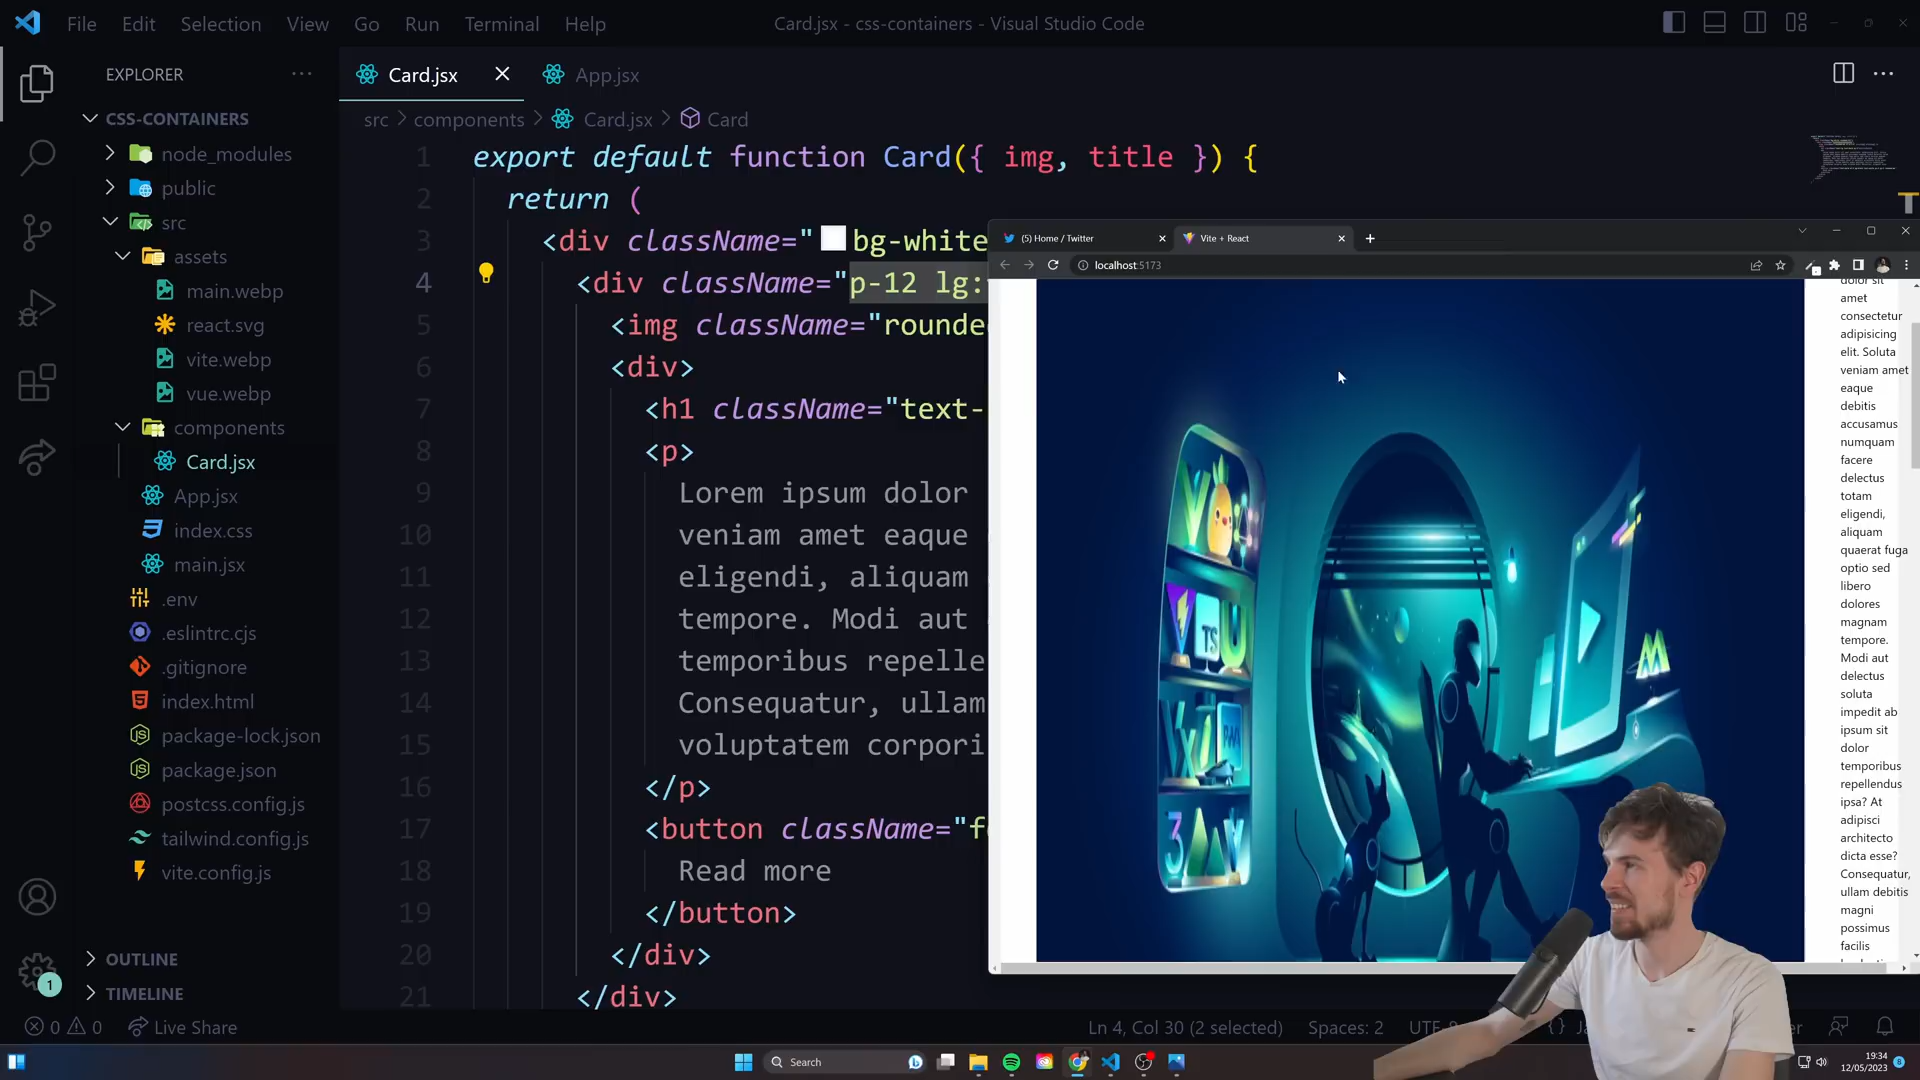 File Edit Selection View Go Run Terminal Help
Card.jsx - css-containers - Visual Studio Code
EXPLORER
CSS-CONTAINERS
node_modules
public
src
assets
main.webp
react.svg
vite.webp
vue.webp
components
Card.jsx
App.jsx
index.css
main.jsx
.env
.eslintrc.cjs
.gitignore
index.html
package-lock.json
package.json
postcss.config.js
tailwind.config.js
vite.config.js
OUTLINE
TIMELINE
Card.jsx
App.jsx
src > components > Card.jsx > Card
1 export default function Card({ img, title }) {
2 return (
3 <div className="bg-white
4 <div className="p-12 lg:
5 <img className="rounde
6 <div>
7 <h1 className="text-
8 <p>
9 Lorem ipsum dolor
10 veniam amet eaque
11 eligendi, aliquam
12 tempore. Modi aut
13 temporibus repelle
14 Consequatur, ullam
15 voluptatem corpori
16 </p>
17 <button className="f
18 Read more
19 </button>
20 </div>
21 </div>
(5) Home / Twitter
Vite + React
localhost:5173
dolor sit
amet
consectetur
adipisicing
elit. Soluta
veniam amet
eaque
debitis
accusamus
numquam
facere
delectus
totam
eligendi,
aliquam
quaerat fuga
optio sed
libero
dolores
magnam
tempore.
Modi aut
delectus
soluta
impedit ab
ipsum sit
dolor
temporibus
repellendus
ipsa? At
adipisci
architecto
dicta esse?
Consequatur,
ullam debitis
magni
possimus
facilis
TS
1
0 0 Live Share
Ln 4, Col 30 (2 selected) Spaces: 2
Search
19:34
12/05/2023